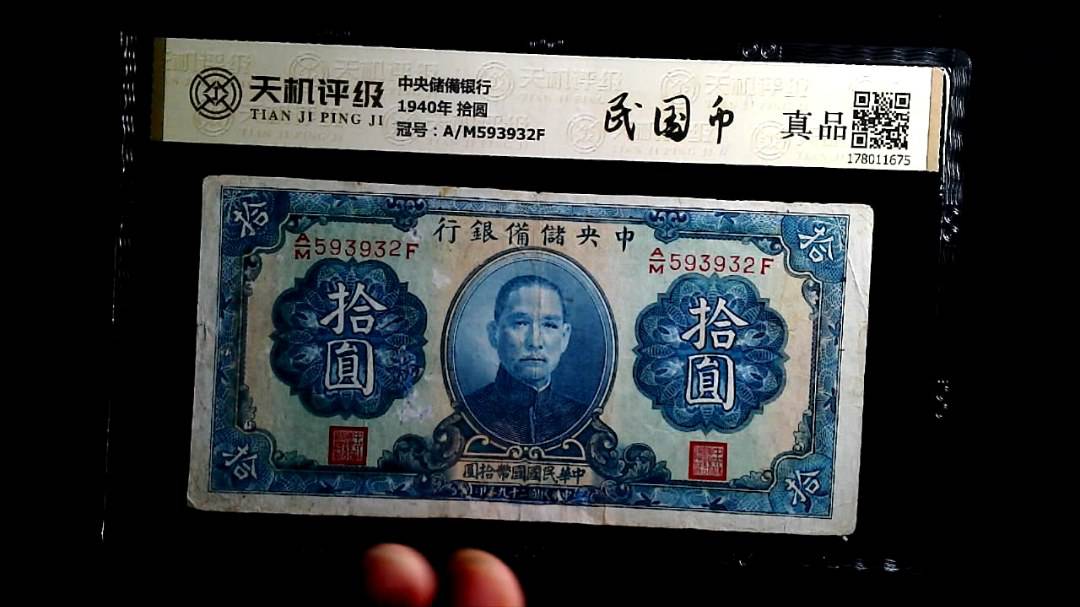 天机评级
TIAN JI PING JI
中央储備银行
1940年 拾圆
冠号：A/M593932F
民国币
真品
178011675
拾
拾
行銀備儲央中
A/M593932F
A/M593932F
拾圓
拾圓
圓拾幣國國民華中
拾
拾